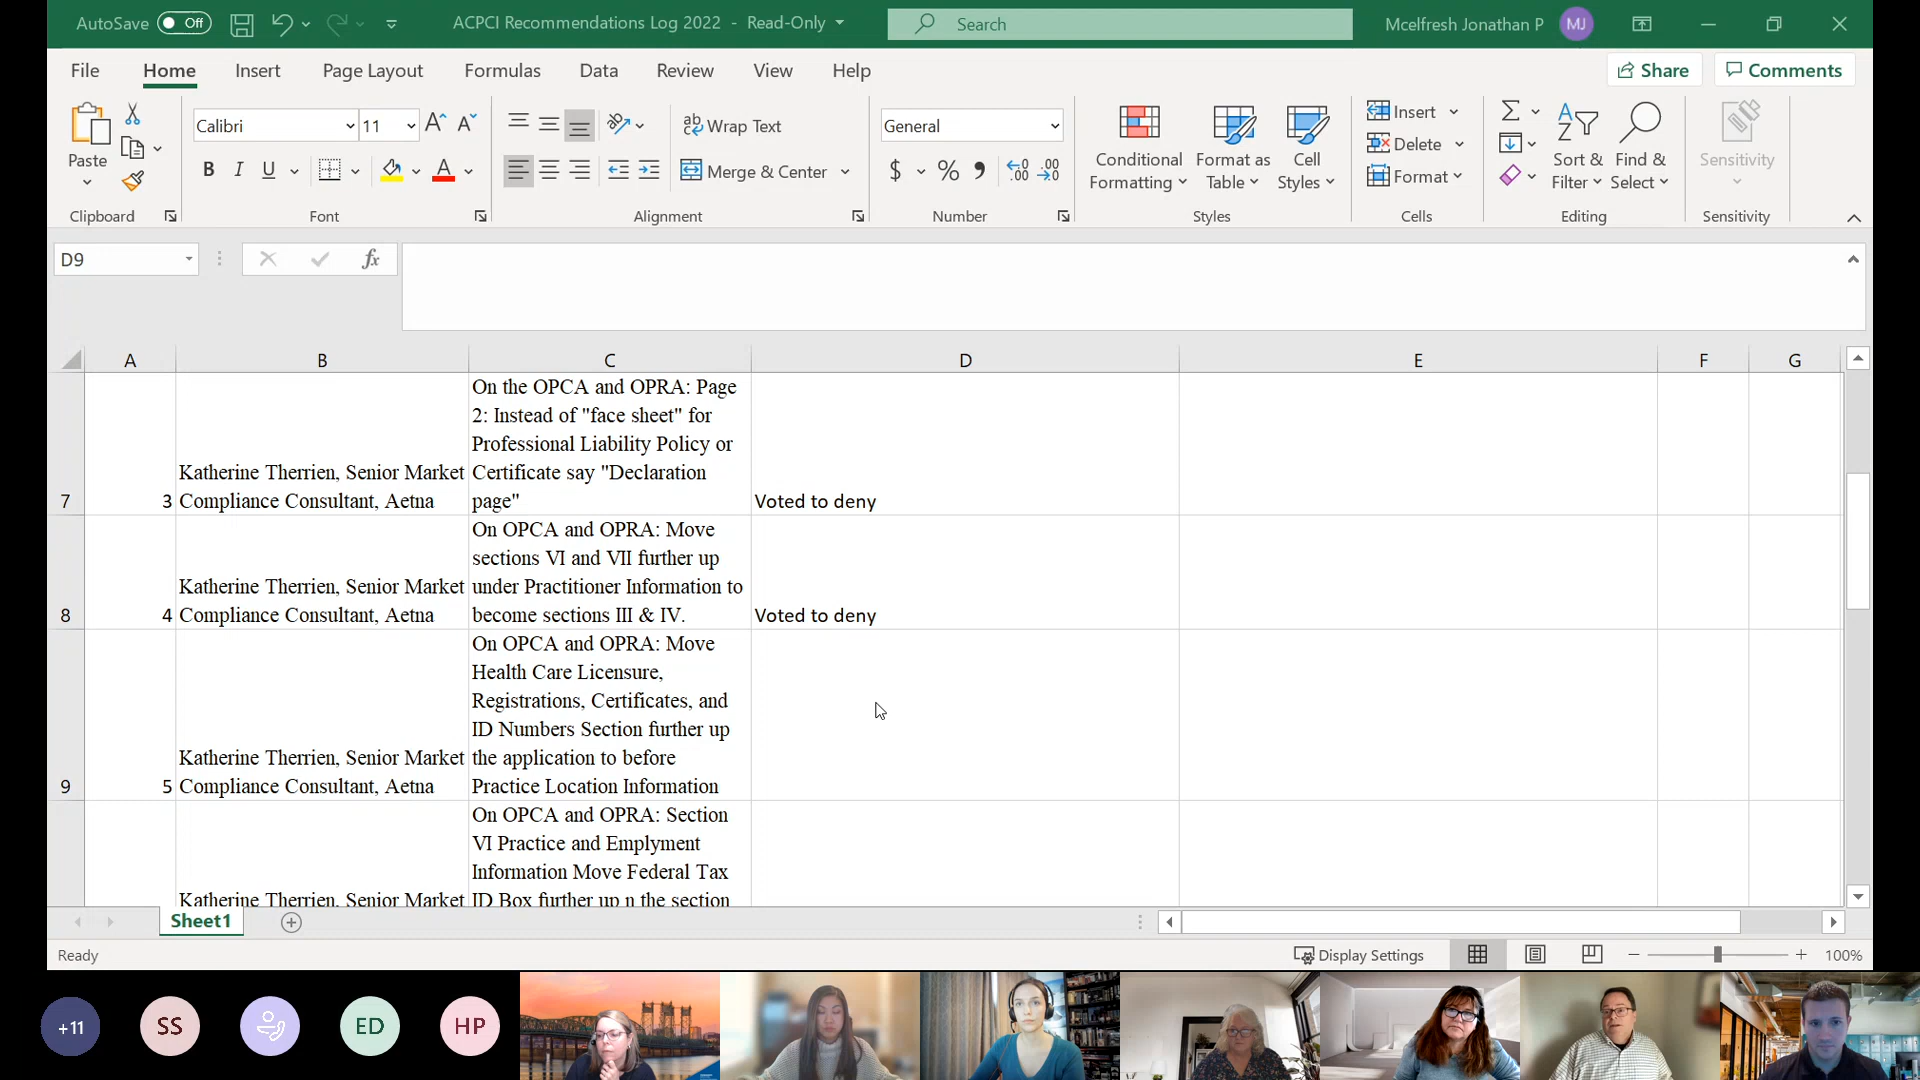 AutoSave Off
ACPCI Recommendations Log 2022 - Read-Only
Search
Mcelfresh Jonathan P
MJ
File Home Insert Page Layout Formulas Data Review View Help
Share
Comments
Calibri
11
Wrap Text
General
Insert
Delete
Format
Paste
B I U
Merge & Center
$ % 9 .00 .00
Conditional Formatting
Format as Table
Cell Styles
Sort & Filter
Find & Select
Sensitivity
Clipboard
Font
Alignment
Number
Styles
Cells
Editing
Sensitivity
D9
fx
A B C D E F G
On the OPCA and OPRA: Page
2: Instead of "face sheet" for
Professional Liability Policy or
Katherine Therrien, Senior Market Certificate say "Declaration
7 3 Compliance Consultant, Aetna page" Voted to deny
On OPCA and OPRA: Move
sections VI and VII further up
Katherine Therrien, Senior Market under Practitioner Information to
8 4 Compliance Consultant, Aetna become sections III & IV. Voted to deny
On OPCA and OPRA: Move
Health Care Licensure,
Registrations, Certificates, and
ID Numbers Section further up
Katherine Therrien, Senior Market the application to before
9 5 Compliance Consultant, Aetna Practice Location Information
On OPCA and OPRA: Section
VI Practice and Emplyment
Information Move Federal Tax
Katherine Therrien, Senior Market ID Box further up n the section
Sheet1
Ready
Display Settings
100%
+11
SS
ED
HP